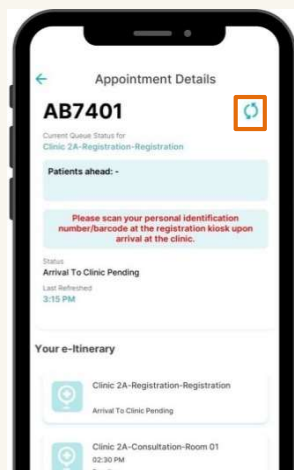 Appointment Details
AB7401
Current Queue Status for
Clinic 2A-Registration-Registration
Patients ahead: -
Please scan your personal identification
number/barcode at the registration kiosk upon
arrival at the clinic.
Status
Arrival To Clinic Pending
Last Refreshed
3:15 PM
Your e-Itinerary
Clinic 2A-Registration-Registration
Arrival To Clinic Pending
Clinic 2A-Consultation-Room 01
02:30 PM